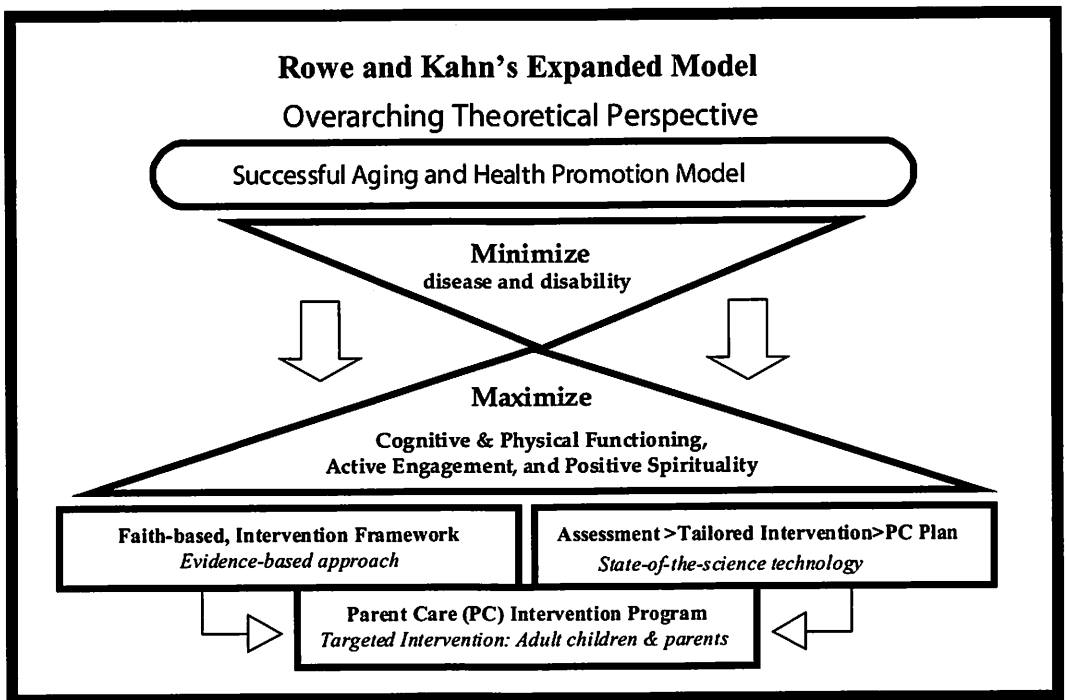 Rowe and Kahn's Expanded Model
Overarching Theoretical Perspective
Successful Aging and Health Promotion Model
Minimize
disease and disability
Maximize
Cognitive & Physical Functioning,
Active Engagement, and Positive Spirituality
Faith-based, Intervention Framework
Evidence-based approach
Assessment >Tailored Intervention>PC Plan
State-of-the-science technology
Parent Care (PC) Intervention Program
Targeted Intervention: Adult children & parents